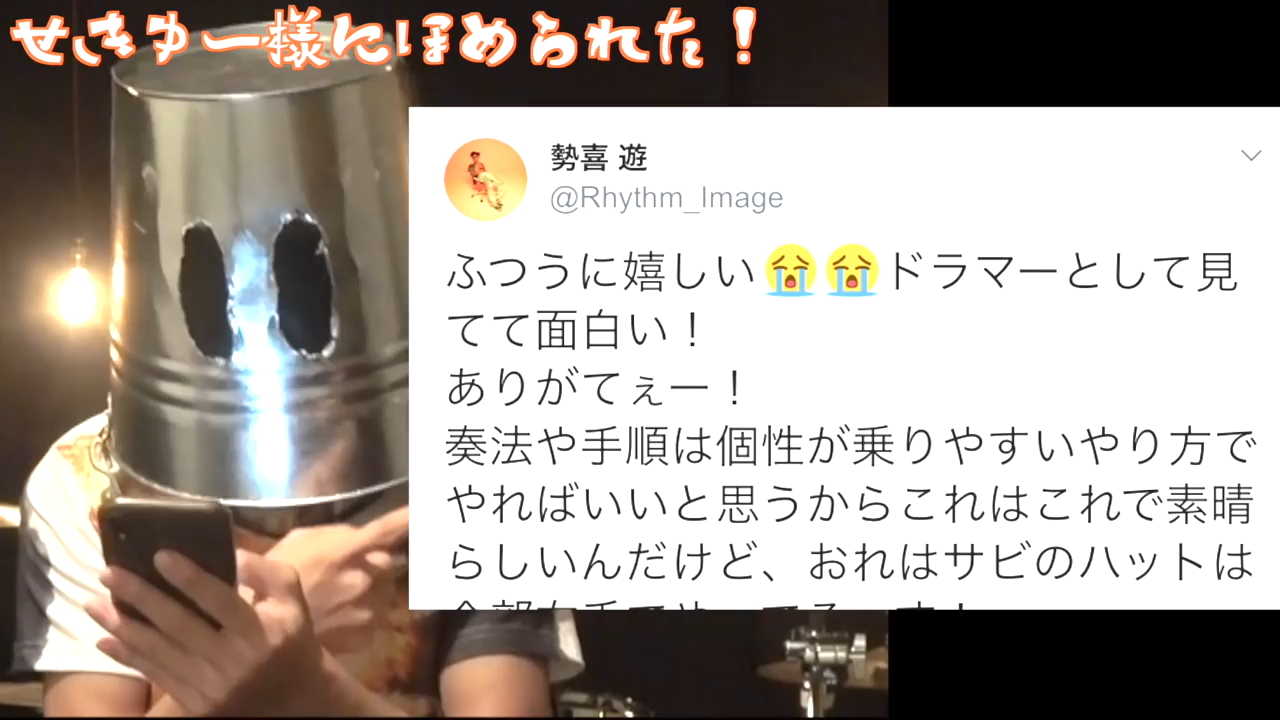 せきゆー様にほめられた!
勢喜 遊
@Rhythm_Image
ふつうに嬉しい😭😭ドラマーとして見
てて面白い!
ありがてぇー!
奏法や手順は個性が乗りやすいやり方で
やればいいと思うからこれはこれで素晴
らしいんだけど、おれはサビのハットは